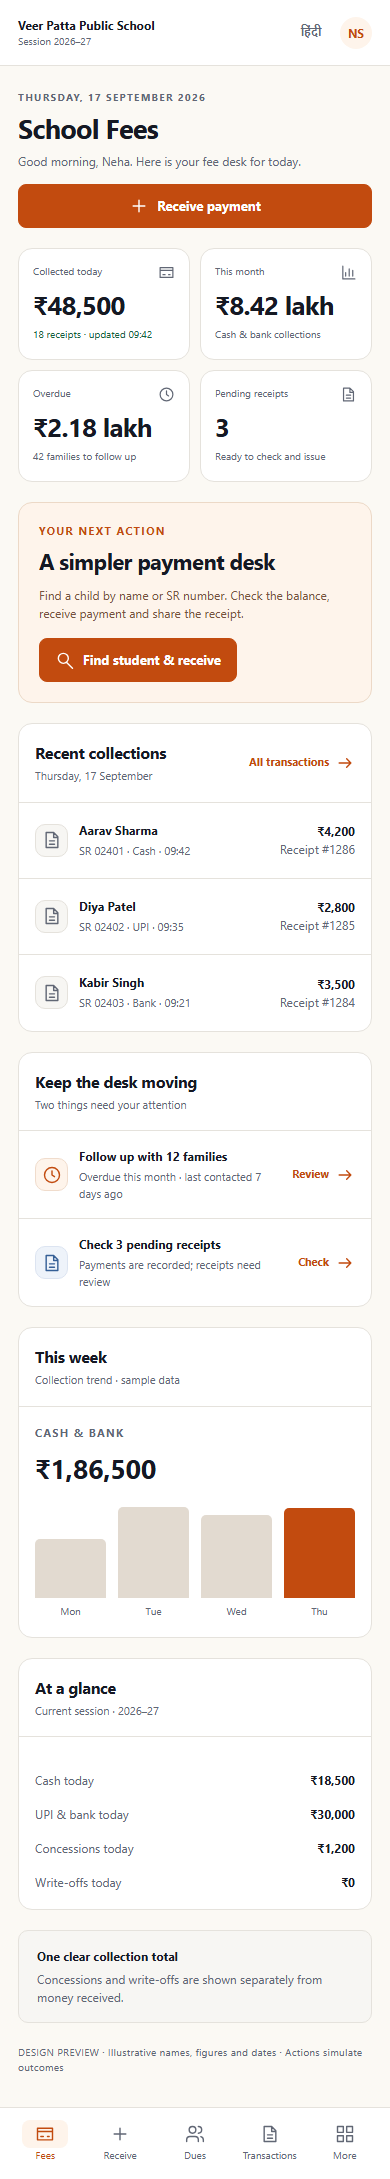 Veer Patta Public School
Session 2026–27
हिंदी
NS
THURSDAY, 17 SEPTEMBER 2026
School Fees
Good morning, Neha. Here is your fee desk for today.
Receive payment
Collected today
₹48,500
18 receipts · updated 09:42
This month
₹8.42 lakh
Cash & bank collections
Overdue
₹2.18 lakh
42 families to follow up
Pending receipts
3
Ready to check and issue
YOUR NEXT ACTION
A simpler payment desk
Find a child by name or SR number. Check the balance,
receive payment and share the receipt.
Find student & receive
Recent collections
Thursday, 17 September
All transactions
Aarav Sharma
SR 02401 · Cash · 09:42
₹4,200
Receipt #1286
Diya Patel
SR 02402 · UPI · 09:35
₹2,800
Receipt #1285
Kabir Singh
SR 02403 · Bank · 09:21
₹3,500
Receipt #1284
Keep the desk moving
Two things need your attention
Follow up with 12 families
Overdue this month · last contacted 7
days ago
Review
Check 3 pending receipts
Payments are recorded; receipts need
review
Check
This week
Collection trend · sample data
CASH & BANK
₹1,86,500
Mon
Tue
Wed
Thu
At a glance
Current session · 2026–27
Cash today
₹18,500
UPI & bank today
₹30,000
Concessions today
₹1,200
Write-offs today
₹0
One clear collection total
Concessions and write-offs are shown separately from
money received.
DESIGN PREVIEW · Illustrative names, figures and dates · Actions simulate
outcomes
Fees
Receive
Dues
Transactions
More